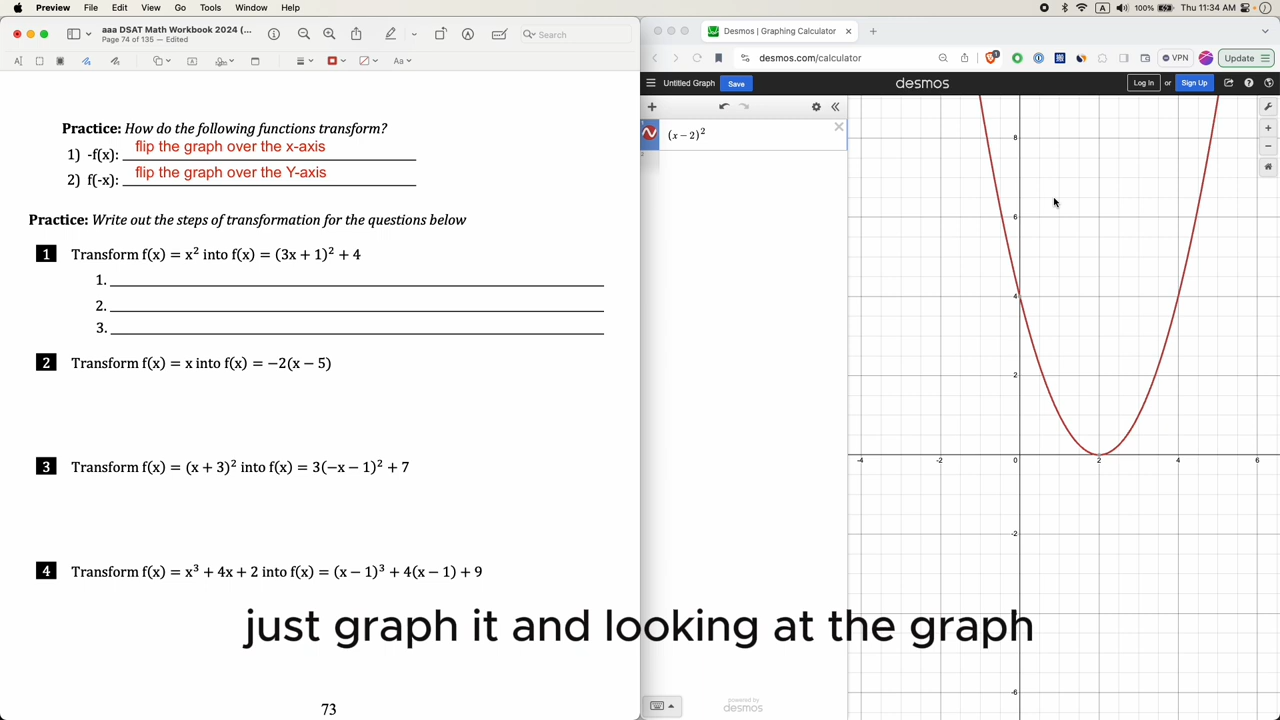 Preview File Edit View Go Tools Window Help
A 100% Thu 11:34 AM
aaa DSAT Math Workbook 2024 (...
Page 74 of 135 — Edited
Search
Aa
Desmos | Graphing Calculator
desmos.com/calculator
VPN
Update
Untitled Graph
Save
desmos
Log In or Sign Up
(x − 2)²
Practice: How do the following functions transform?
1) -f(x): flip the graph over the x-axis
2) f(-x): flip the graph over the Y-axis
Practice: Write out the steps of transformation for the questions below
1 Transform f(x) = x² into f(x) = (3x + 1)² + 4
1.
2.
3.
2 Transform f(x) = x into f(x) = −2(x − 5)
3 Transform f(x) = (x + 3)² into f(x) = 3(−x − 1)² + 7
4 Transform f(x) = x³ + 4x + 2 into f(x) = (x − 1)³ + 4(x − 1) + 9
73
8
6
4
2
-4 -2 0 2 4 6
-2
-6
powered by
desmos
just graph it and looking at the graph